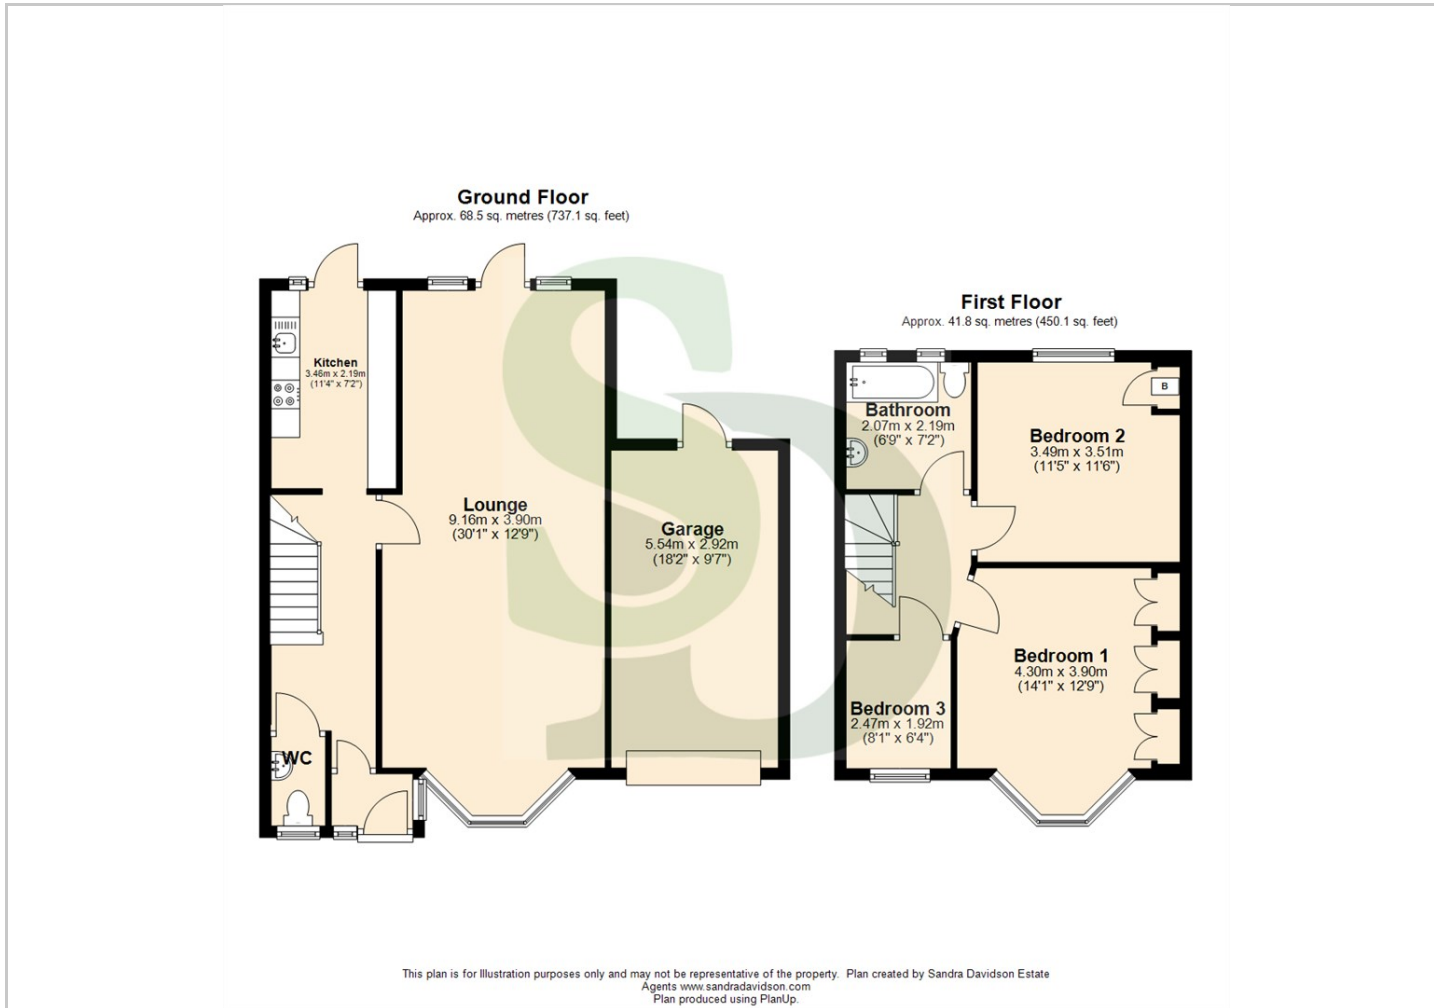 Ground Floor
Approx. 68.5 sq. metres (737.1 sq. feet)
Kitchen
3.46m x 2.19m
(11'4" x 7'2")
Lounge
9.16m x 3.90m
(30'1" x 12'9")
Garage
5.54m x 2.92m
(18'2" x 9'7")
WC
First Floor
Approx. 41.8 sq. metres (450.1 sq. feet)
Bathroom
2.07m x 2.19m
(6'9" x 7'2")
B
Bedroom 2
3.49m x 3.51m
(11'5" x 11'6")
Bedroom 1
4.30m x 3.90m
(14'1" x 12'9")
Bedroom 3
2.47m x 1.92m
(8'1" x 6'4")
SD
This plan is for Illustration purposes only and may not be representative of the property. Plan created by Sandra Davidson Estate
Agents www.sandradavidson.com
Plan produced using PlanUp.